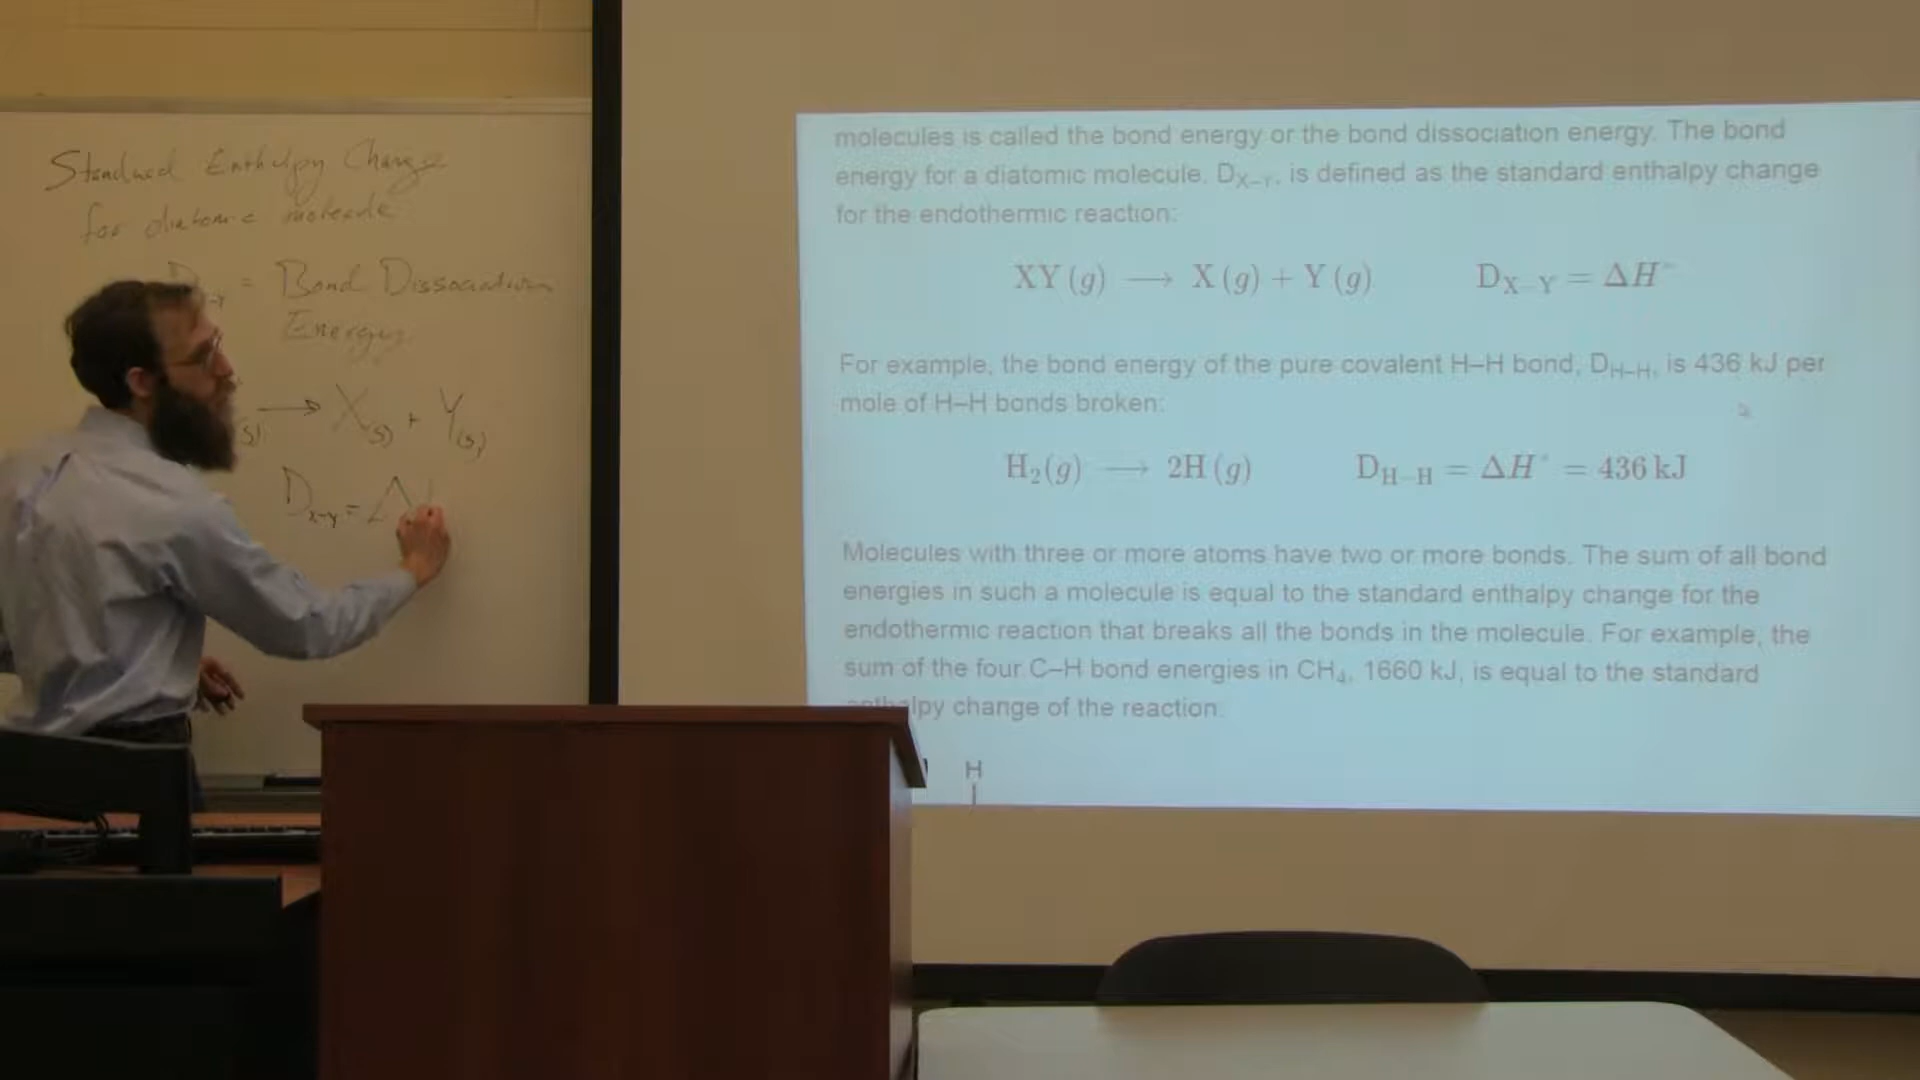 Standard Enthalpy Change
for diatomic molecule
= Bond Dissociation
Energy
(g) → X(g) + Y(g)
Dx-y = Δ
molecules is called the bond energy or the bond dissociation energy. The bond
energy for a diatomic molecule, DX–Y, is defined as the standard enthalpy change
for the endothermic reaction:
XY (g) ⟶ X (g) + Y (g) DX–Y = ΔH°
For example, the bond energy of the pure covalent H–H bond, DH–H, is 436 kJ per
mole of H–H bonds broken:
H₂(g) ⟶ 2H (g) DH–H = ΔH° = 436 kJ
Molecules with three or more atoms have two or more bonds. The sum of all bond
energies in such a molecule is equal to the standard enthalpy change for the
endothermic reaction that breaks all the bonds in the molecule. For example, the
sum of the four C–H bond energies in CH₄, 1660 kJ, is equal to the standard
enthalpy change of the reaction:
H